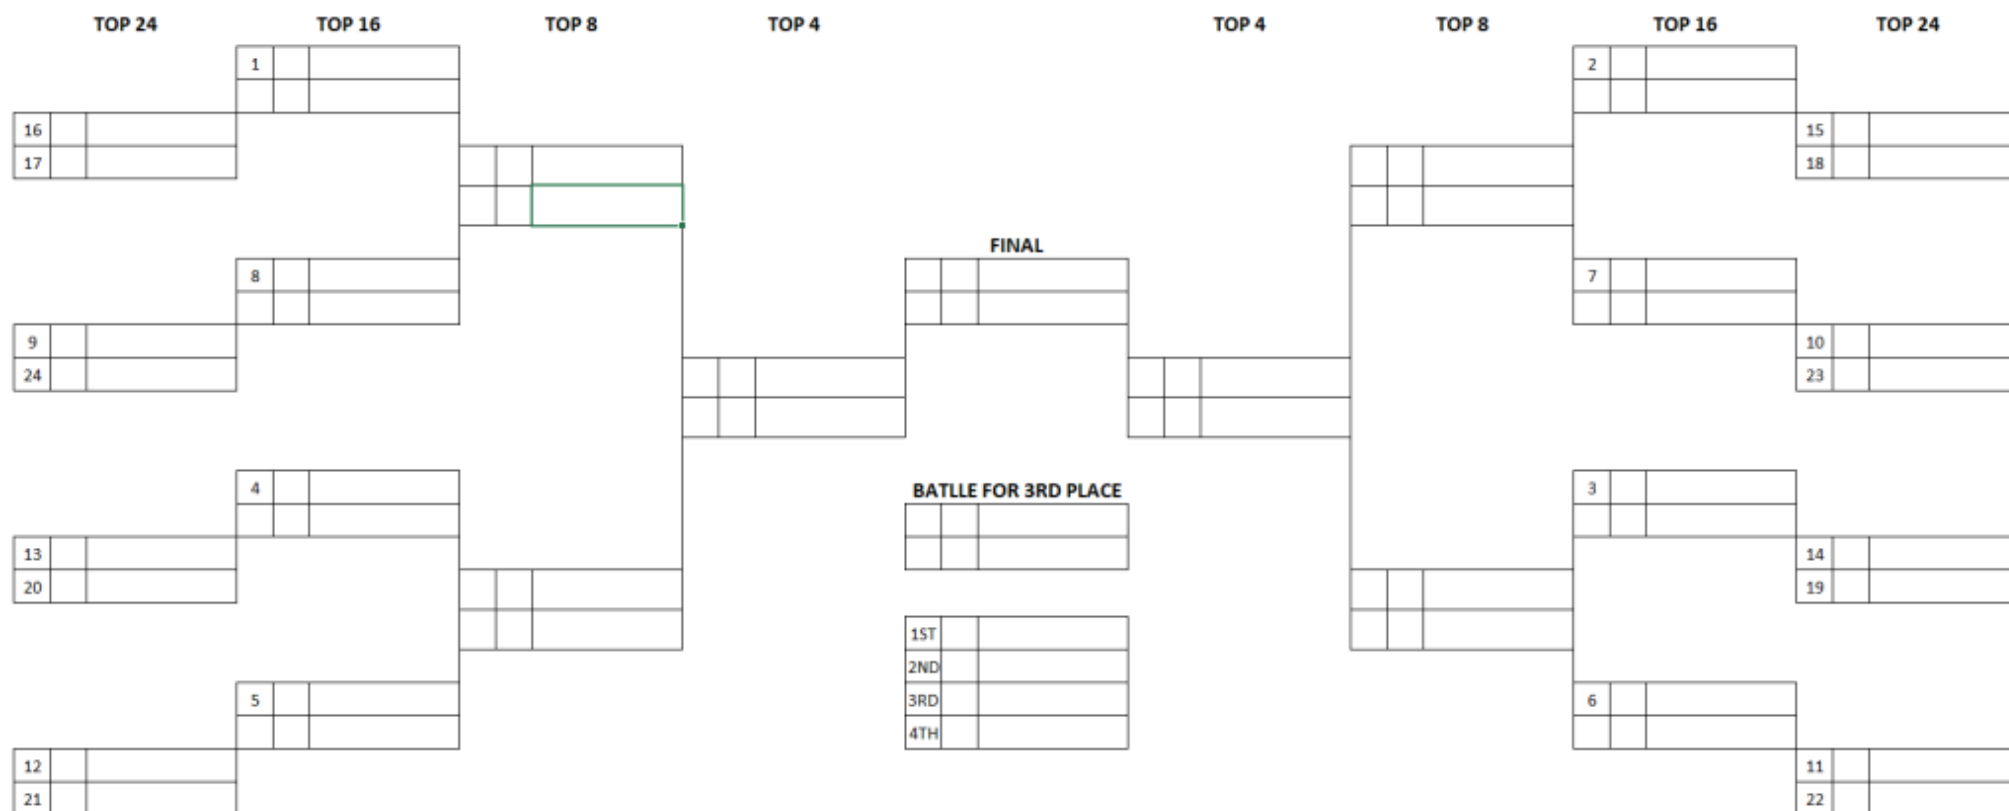 TOP 24 TOP 16 TOP 8 TOP 4 TOP 4 TOP 8 TOP 16 TOP 24
1 2
16 15
17 18
FINAL
8 7
9 10
24 23
4 3
BATLLE FOR 3RD PLACE
13 14
20 19
1ST
2ND
3RD
5 6
4TH
12 11
21 22